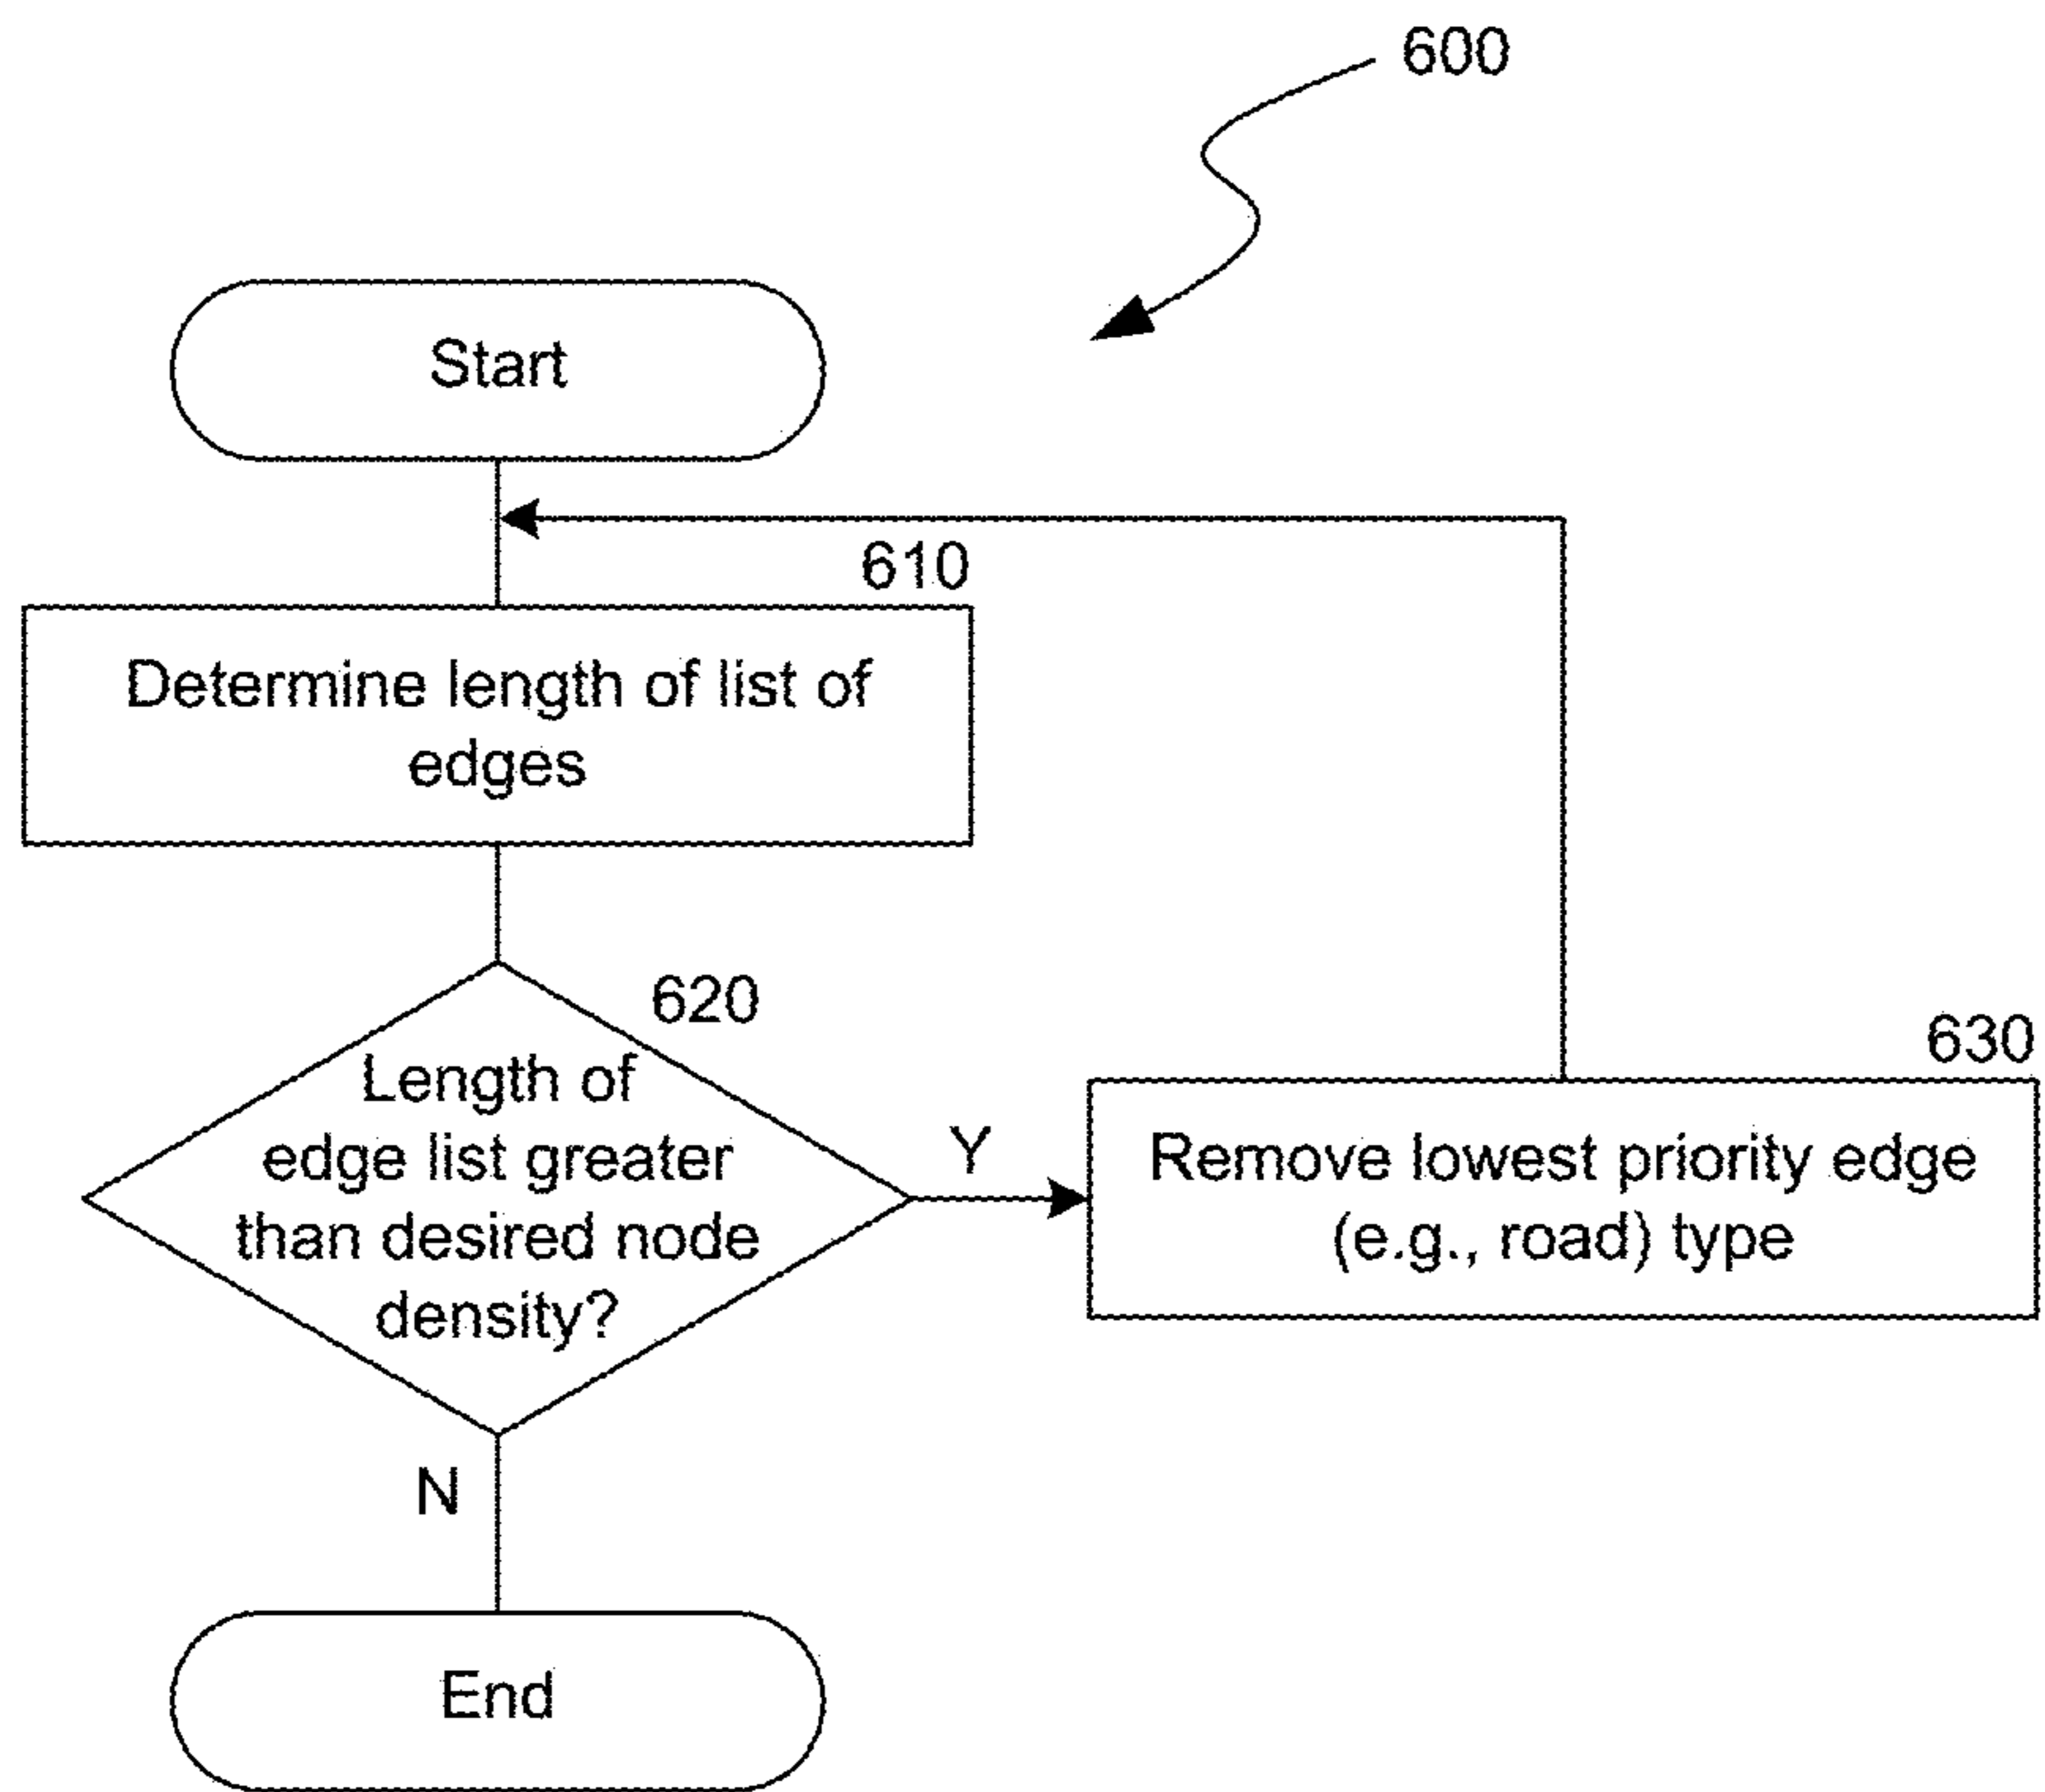 600
Start
610
Determine length of list of
edges
620
Length of
edge list greater
than desired node
density?
Y
630
Remove lowest priority edge
(e.g., road) type
N
End